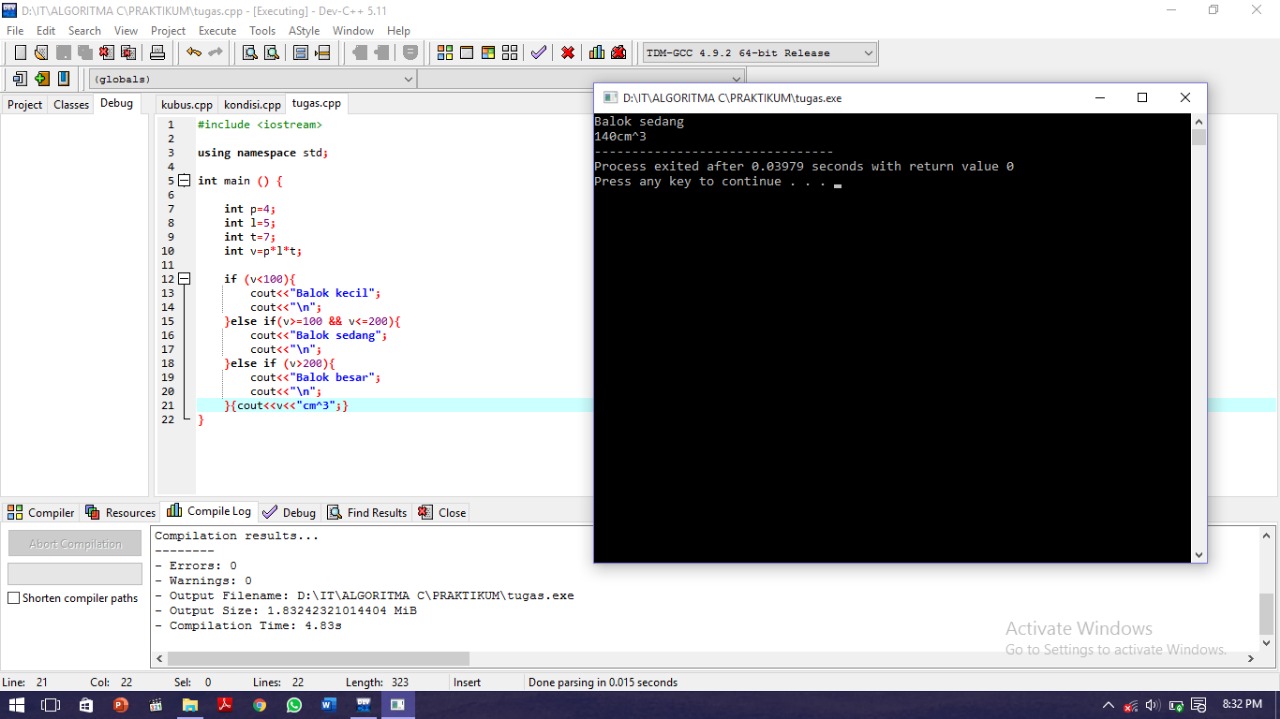 D:\IT\ALGORITMA C\PRAKTIKUM\tugas.cpp - [Executing] - Dev-C++ 5.11
File Edit Search View Project Execute Tools AStyle Window Help
TDM-GCC 4.9.2 64-bit Release
(globals)
Project Classes Debug
kubus.cpp kondisi.cpp tugas.cpp
1 #include <iostream>
2
3 using namespace std;
4
5 int main () {
6
7 int p=4;
8 int l=5;
9 int t=7;
10 int v=p*l*t;
11
12 if (v<100){
13 cout<<"Balok kecil";
14 cout<<"\n";
15 }else if(v>=100 && v<=200){
16 cout<<"Balok sedang";
17 cout<<"\n";
18 }else if (v>200){
19 cout<<"Balok besar";
20 cout<<"\n";
21 }{cout<<v<<"cm^3";}
22 }
D:\IT\ALGORITMA C\PRAKTIKUM\tugas.exe
Balok sedang
140cm^3
--------------------------------
Process exited after 0.03979 seconds with return value 0
Press any key to continue . . .
Compiler Resources Compile Log Debug Find Results Close
Abort Compilation
Shorten compiler paths
Compilation results...
--------
- Errors: 0
- Warnings: 0
- Output Filename: D:\IT\ALGORITMA C\PRAKTIKUM\tugas.exe
- Output Size: 1.83242321014404 MiB
- Compilation Time: 4.83s
Activate Windows
Go to Settings to activate Windows.
Line: 21 Col: 22 Sel: 0 Lines: 22 Length: 323 Insert Done parsing in 0.015 seconds
8:32 PM